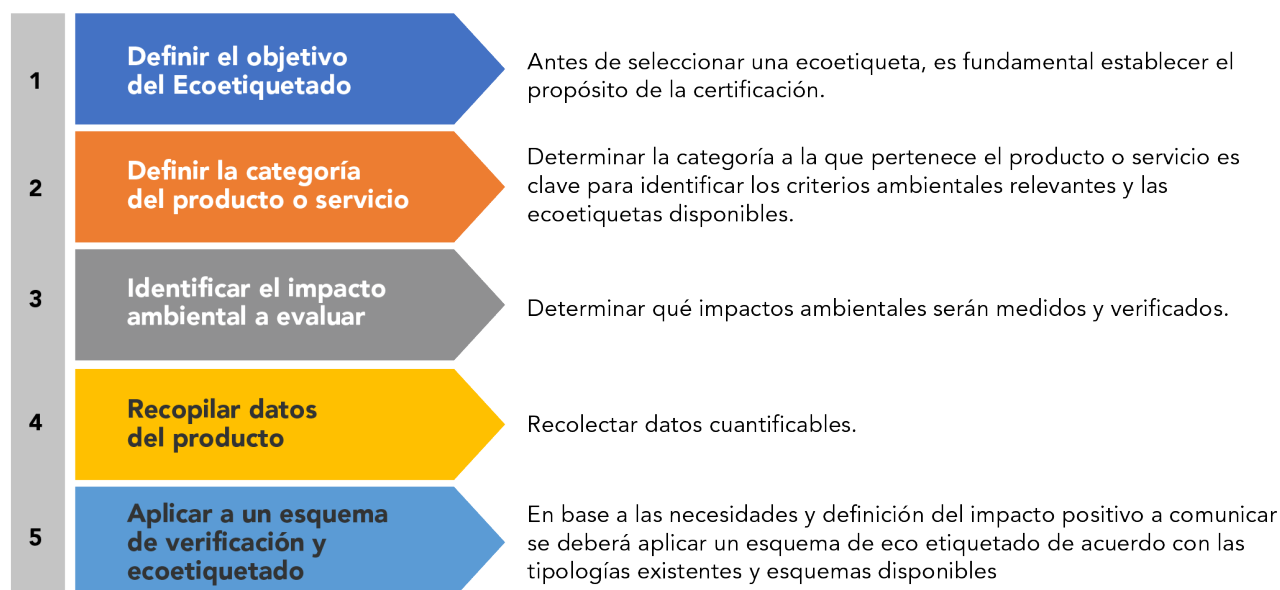 1
Definir el objetivo
del Ecoetiquetado
Antes de seleccionar una ecoetiqueta, es fundamental establecer el
propósito de la certificación.
2
Definir la categoría
del producto o servicio
Determinar la categoría a la que pertenece el producto o servicio es
clave para identificar los criterios ambientales relevantes y las
ecoetiquetas disponibles.
3
Identificar el impacto
ambiental a evaluar
Determinar qué impactos ambientales serán medidos y verificados.
4
Recopilar datos
del producto
Recolectar datos cuantificables.
5
Aplicar a un esquema
de verificación y
ecoetiquetado
En base a las necesidades y definición del impacto positivo a comunicar
se deberá aplicar un esquema de eco etiquetado de acuerdo con las
tipologías existentes y esquemas disponibles